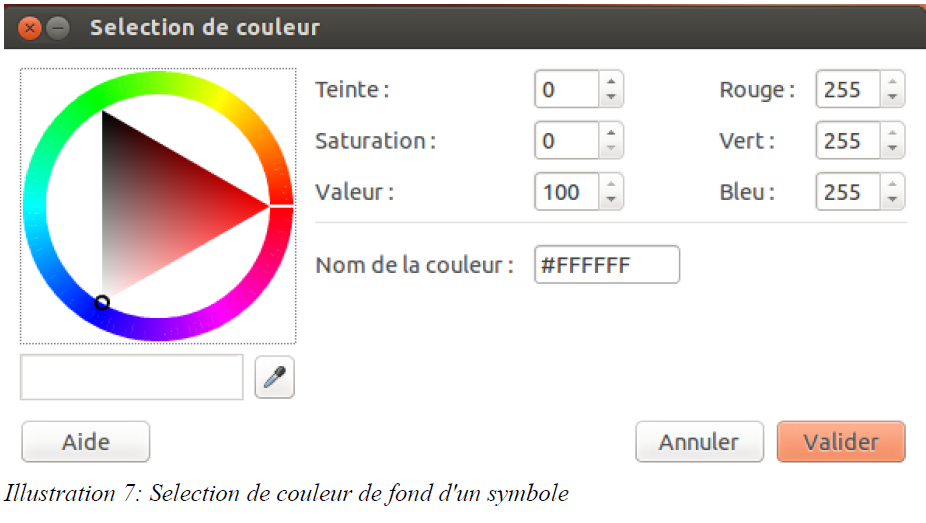 Selection de couleur
Teinte : 0 Rouge : 255
Saturation : 0 Vert : 255
Valeur : 100 Bleu : 255
Nom de la couleur : #FFFFFF
Aide Annuler Valider
Illustration 7: Selection de couleur de fond d'un symbole